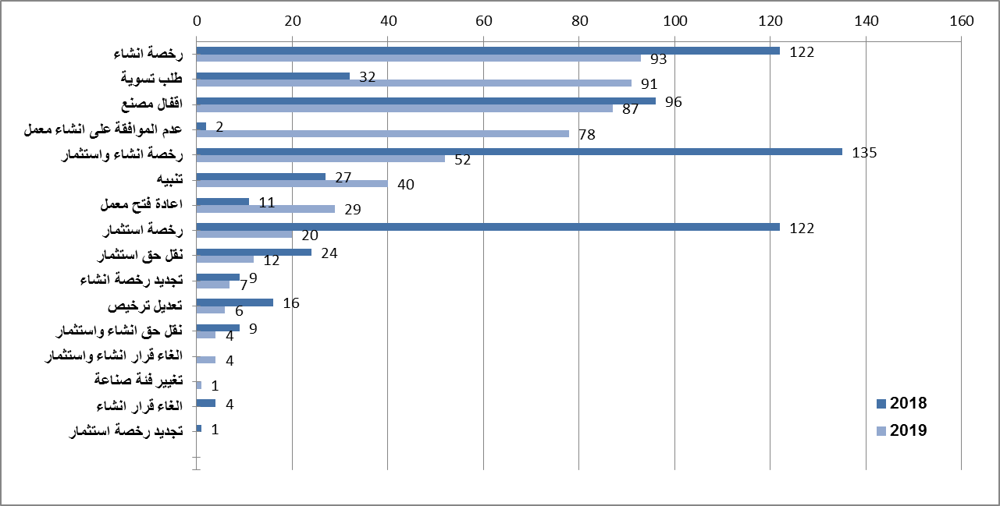 0 20 40 60 80 100 120 140 160
رخصة انشاء 122 93
طلب تسوية 32 91
اقفال مصنع 96 87
عدم الموافقة على انشاء معمل 2 78
رخصة انشاء واستثمار 135 52
تنبيه 27 40
اعادة فتح معمل 11 29
رخصة استثمار 122 20
نقل حق استثمار 24 12
تجديد رخصة انشاء 9 7
تعديل ترخيص 16 6
نقل حق انشاء واستثمار 9 4
الغاء قرار انشاء واستثمار 4
تغيير فئة صناعة 1
الغاء قرار انشاء 4
تجديد رخصة استثمار 1
2018
2019